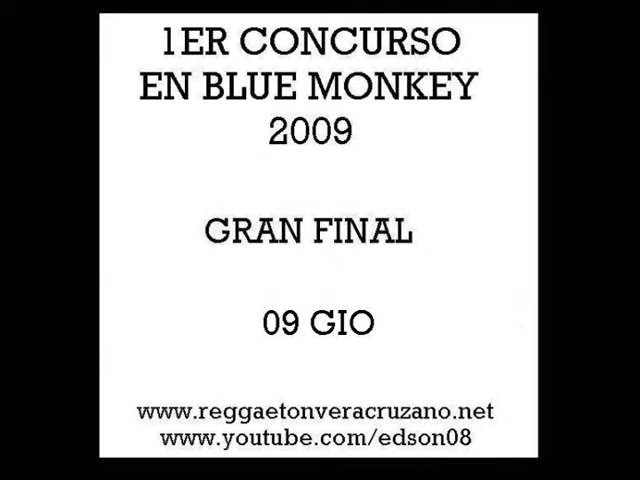 1ER CONCURSO
EN BLUE MONKEY
2009
GRAN FINAL
09 GIO
www.reggaetonveracruzano.net
www.youtube.com/edson08